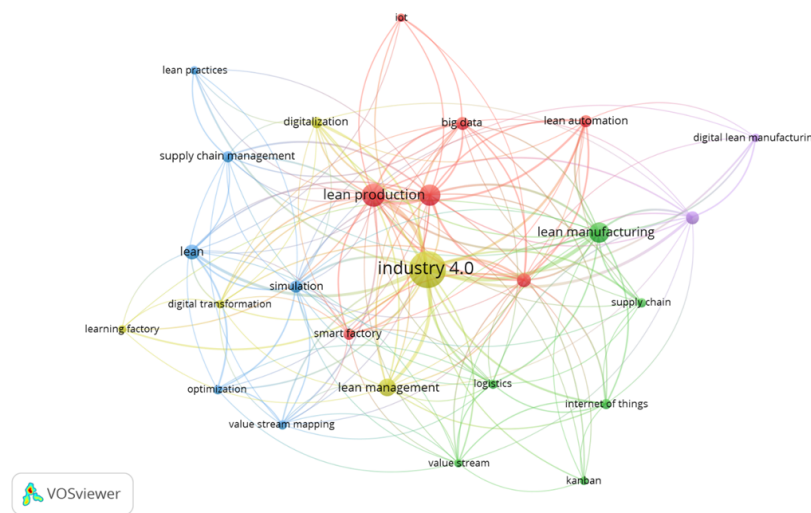 iot
lean practices
digitalization
big data
lean automation
digital lean manufacturin
supply chain management
lean production
lean manufacturing
lean
industry 4.0
simulation
digital transformation
supply chain
learning factory
smart factory
optimization
lean management
logistics
internet of things
value stream mapping
value stream
kanban
VOSviewer